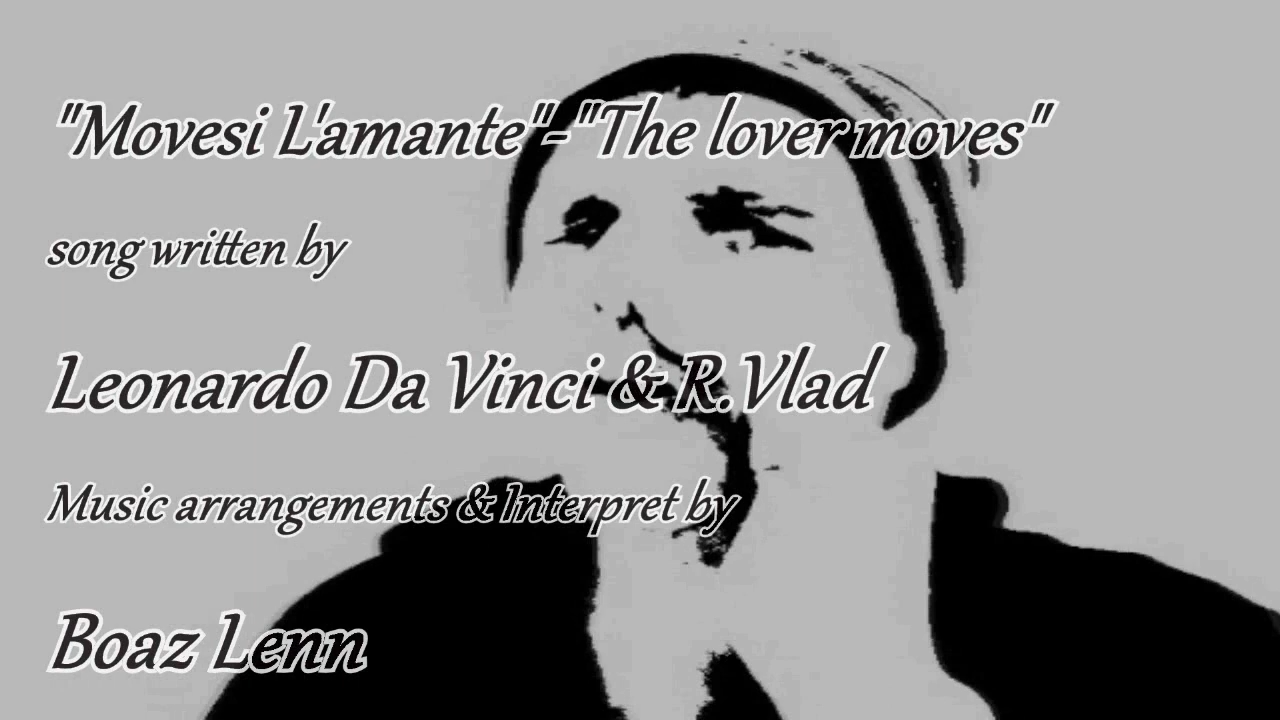 "Movesi L'amante"-"The lover moves"
song written by
Leonardo Da Vinci & R.Vlad
Music arrangements & Interpret by
Boaz Lenn